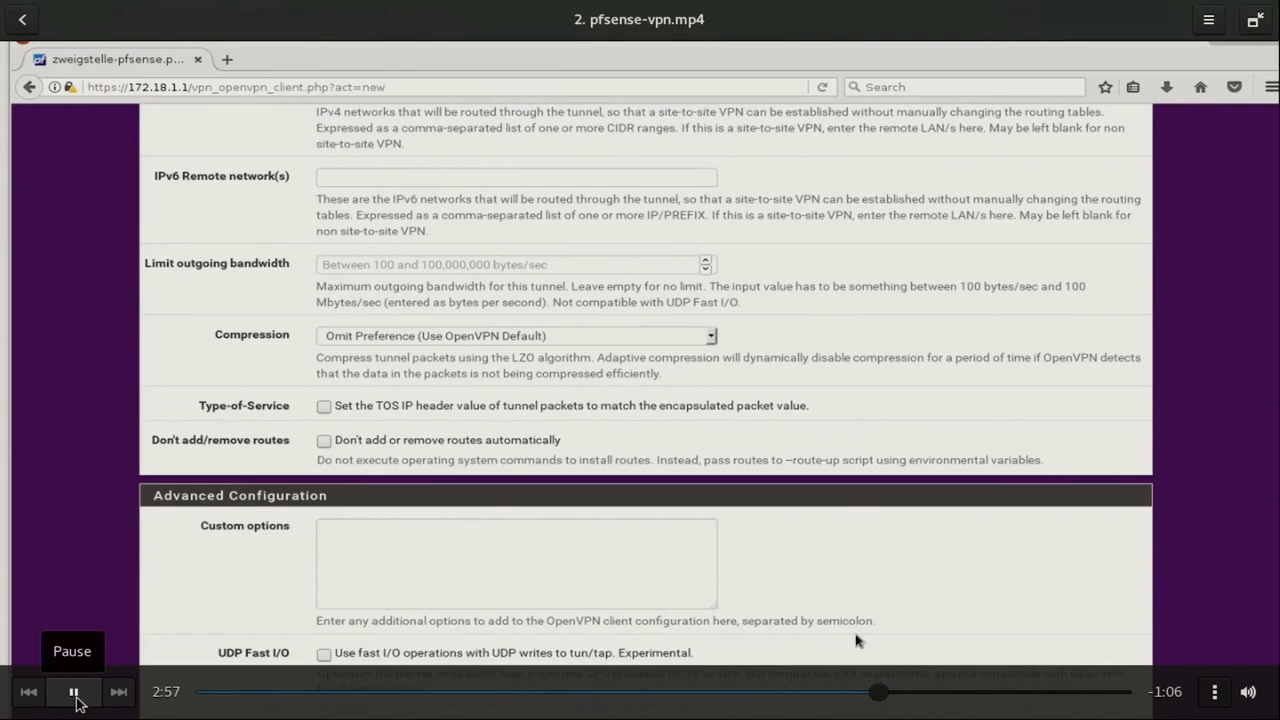 2. pfsense-vpn.mp4
zweigstelle-pfsense.p...
https://172.18.1.1/vpn_openvpn_client.php?act=new
Search
IPv4 networks that will be routed through the tunnel, so that a site-to-site VPN can be established without manually changing the routing tables.
Expressed as a comma-separated list of one or more CIDR ranges. If this is a site-to-site VPN, enter the remote LAN/s here. May be left blank for non
site-to-site VPN.
IPv6 Remote network(s)
These are the IPv6 networks that will be routed through the tunnel, so that a site-to-site VPN can be established without manually changing the routing
tables. Expressed as a comma-separated list of one or more IP/PREFIX. If this is a site-to-site VPN, enter the remote LAN/s here. May be left blank for
non site-to-site VPN.
Limit outgoing bandwidth
Between 100 and 100,000,000 bytes/sec
Maximum outgoing bandwidth for this tunnel. Leave empty for no limit. The input value has to be something between 100 bytes/sec and 100
Mbytes/sec (entered as bytes per second). Not compatible with UDP Fast I/O.
Compression
Omit Preference (Use OpenVPN Default)
Compress tunnel packets using the LZO algorithm. Adaptive compression will dynamically disable compression for a period of time if OpenVPN detects
that the data in the packets is not being compressed efficiently.
Type-of-Service
Set the TOS IP header value of tunnel packets to match the encapsulated packet value.
Don't add/remove routes
Don't add or remove routes automatically
Do not execute operating system commands to install routes. Instead, pass routes to --route-up script using environmental variables.
Advanced Configuration
Custom options
Enter any additional options to add to the OpenVPN client configuration here, separated by semicolon.
UDP Fast I/O
Use fast I/O operations with UDP writes to tun/tap. Experimental.
Pause
2:57
-1:06